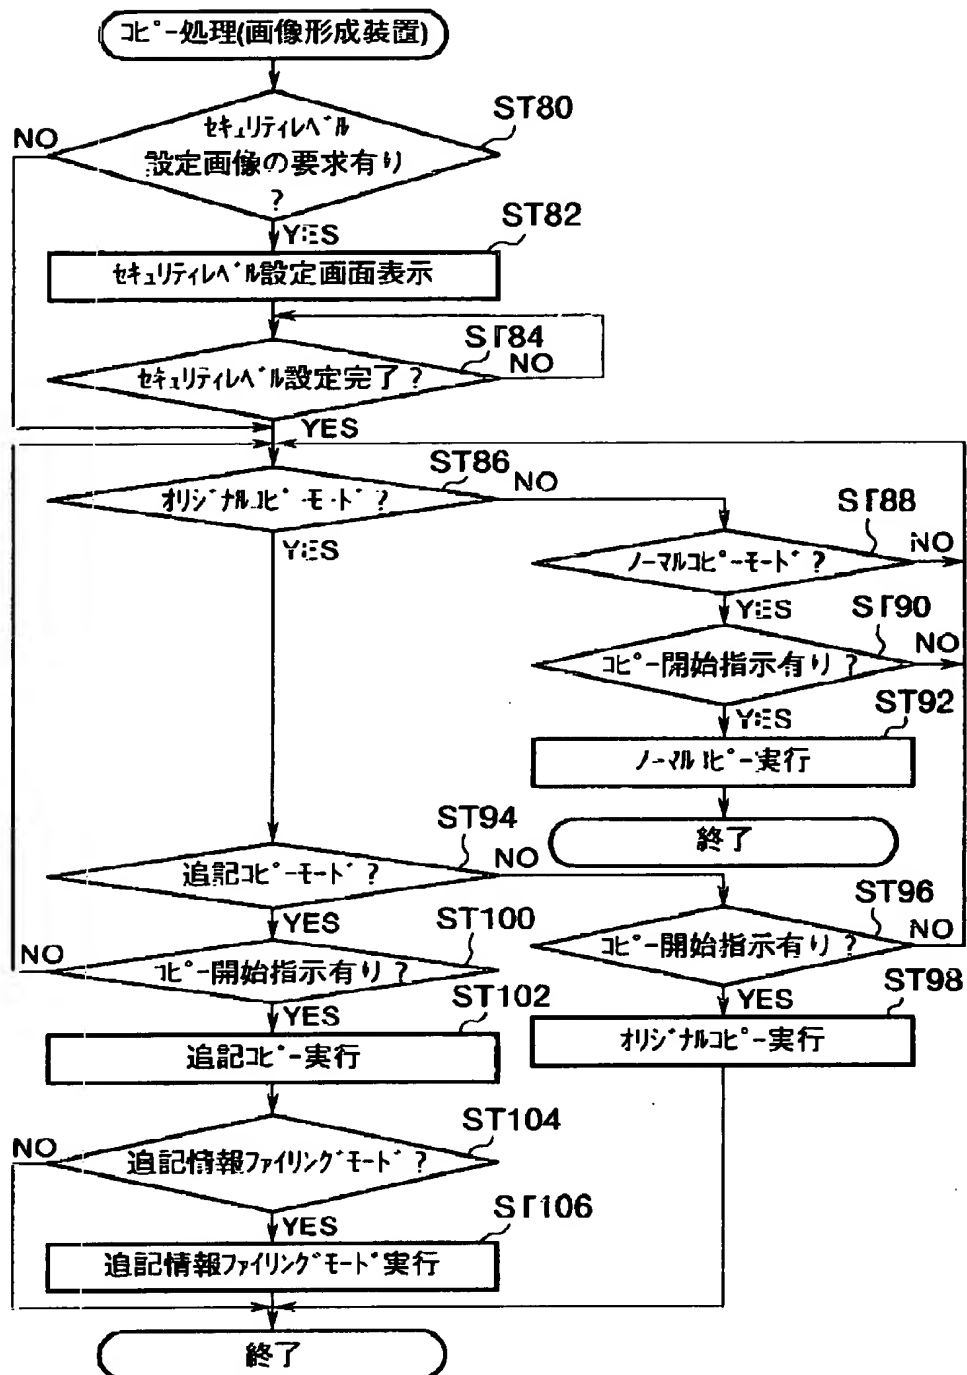 ｺﾋﾟｰ処理(画像形成装置)
ST80
NO
ｾｷｭﾘﾃｨﾚﾍﾞﾙ
設定画像の要求有り
?
YES
ST82
ｾｷｭﾘﾃｨﾚﾍﾞﾙ設定画面表示
ST84
ｾｷｭﾘﾃｨﾚﾍﾞﾙ設定完了?
NO
YES
ST86
ｵﾘｼﾞﾅﾙｺﾋﾟｰﾓｰﾄﾞ?
NO
YES
ST88
ﾉｰﾏﾙｺﾋﾟｰﾓｰﾄﾞ?
NO
YES
ST90
ｺﾋﾟｰ開始指示有り?
NO
YES
ST92
ﾉｰﾏﾙｺﾋﾟｰ実行
終了
ST94
追記ｺﾋﾟｰﾓｰﾄﾞ?
NO
YES
ST96
ｺﾋﾟｰ開始指示有り?
NO
YES
ST98
ｵﾘｼﾞﾅﾙｺﾋﾟｰ実行
ST100
NO
ｺﾋﾟｰ開始指示有り?
YES
ST102
追記ｺﾋﾟｰ実行
ST104
NO
追記情報ﾌｧｲﾘﾝｸﾞﾓｰﾄﾞ?
YES
ST106
追記情報ﾌｧｲﾘﾝｸﾞﾓｰﾄﾞ実行
終了